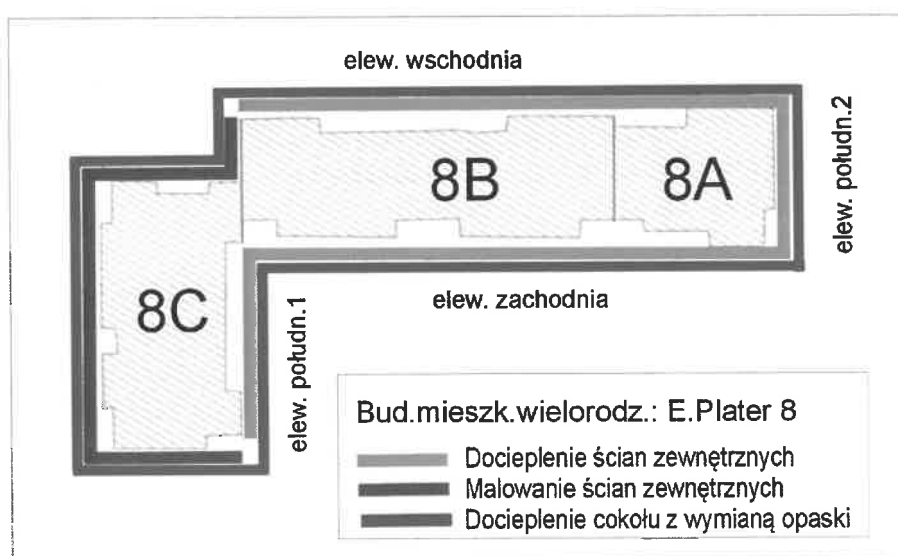 elew. wschodnia
8B
8A
elew. połudn.2
8C
elew. połudn.1
elew. zachodnia
Bud.mieszk.wielorodz.: E.Plater 8
Docieplenie ścian zewnętrznych
Malowanie ścian zewnętrznych
Docieplenie cokołu z wymianą opaski